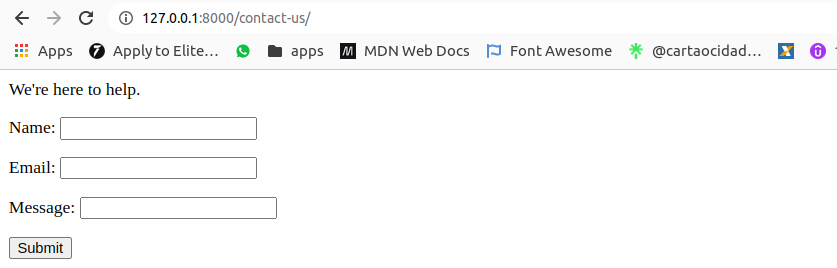 127.0.0.1:8000/contact-us/
Apps Apply to Elite... apps MDN Web Docs Font Awesome @cartaocidad...
We're here to help.
Name:
Email:
Message:
Submit